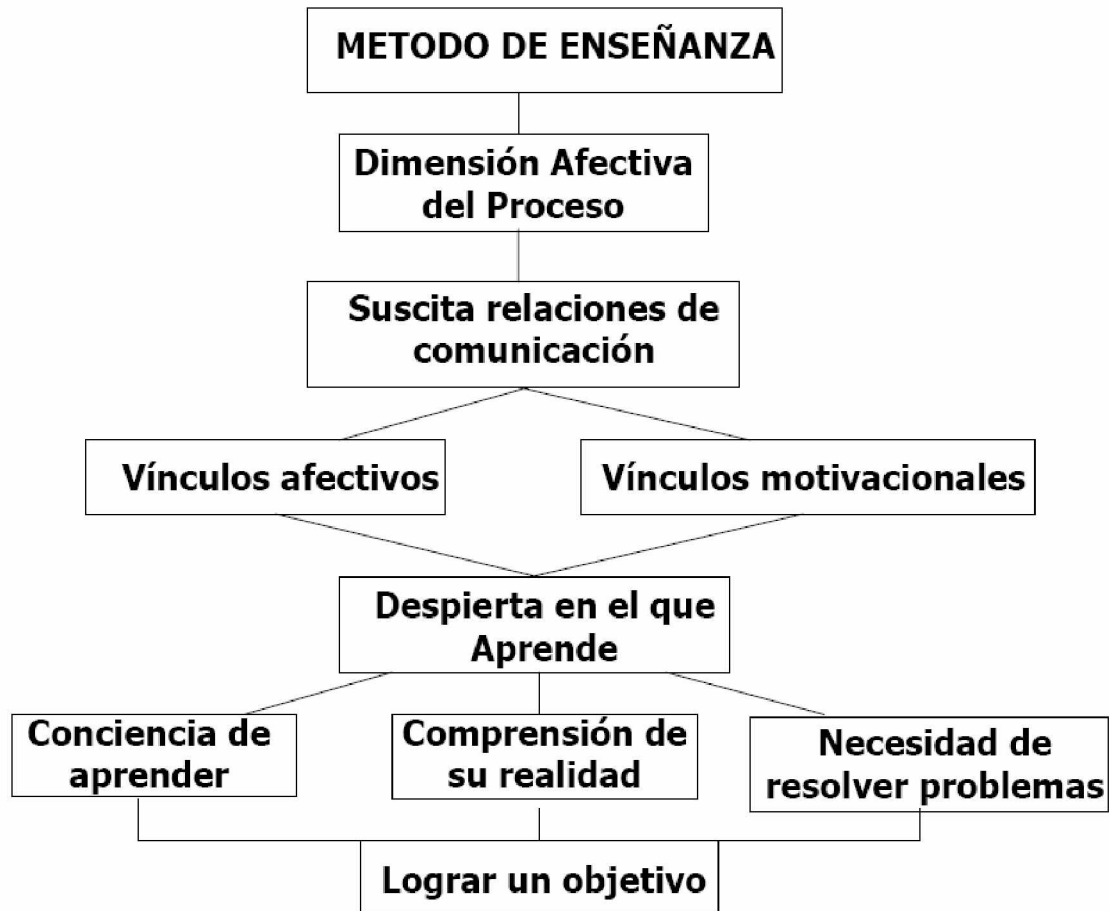 METODO DE ENSEÑANZA
Dimensión Afectiva
del Proceso
Suscita relaciones de
comunicación
Vínculos afectivos
Vínculos motivacionales
Despierta en el que
Aprende
Conciencia de
aprender
Comprensión de
su realidad
Necesidad de
resolver problemas
Lograr un objetivo